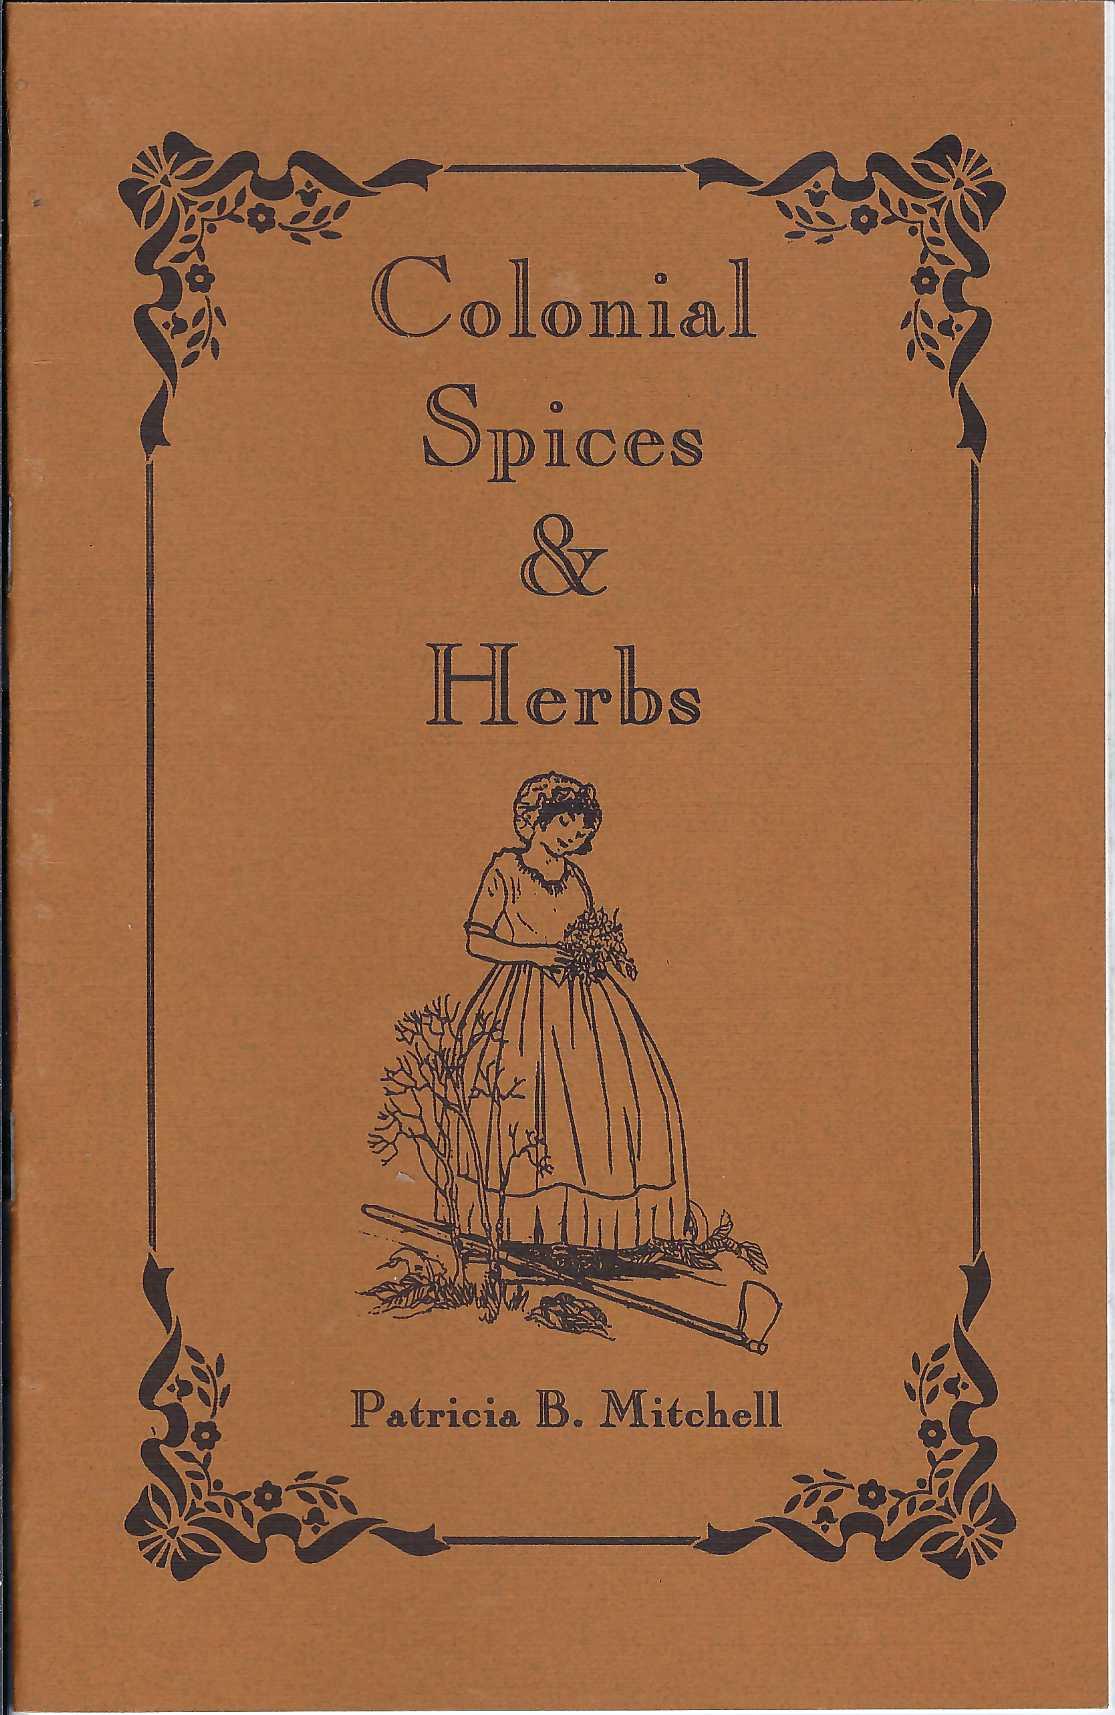 Colonial
Spices
&
Herbs
Patricia B. Mitchell